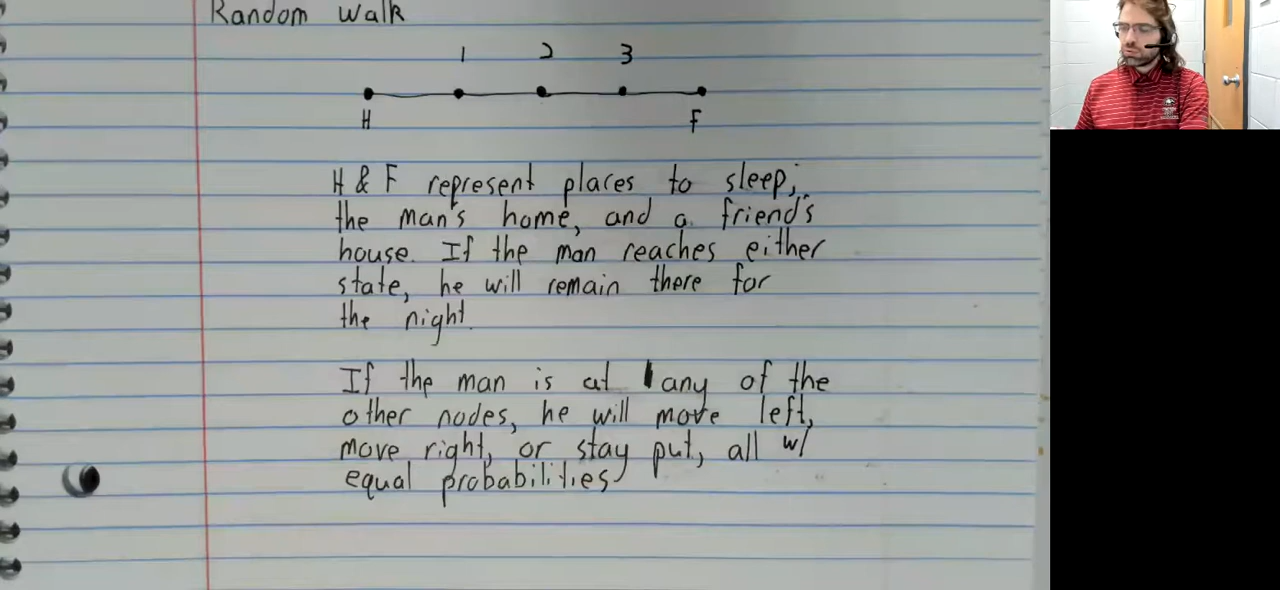 Random Walk
1 2 3
H F
H & F represent places to sleep;
the man's home, and a friend's
house. If the man reaches either
state, he will remain there for
the night.
If the man is at any of the
other nodes, he will move left,
move right, or stay put, all w/
equal probabilities